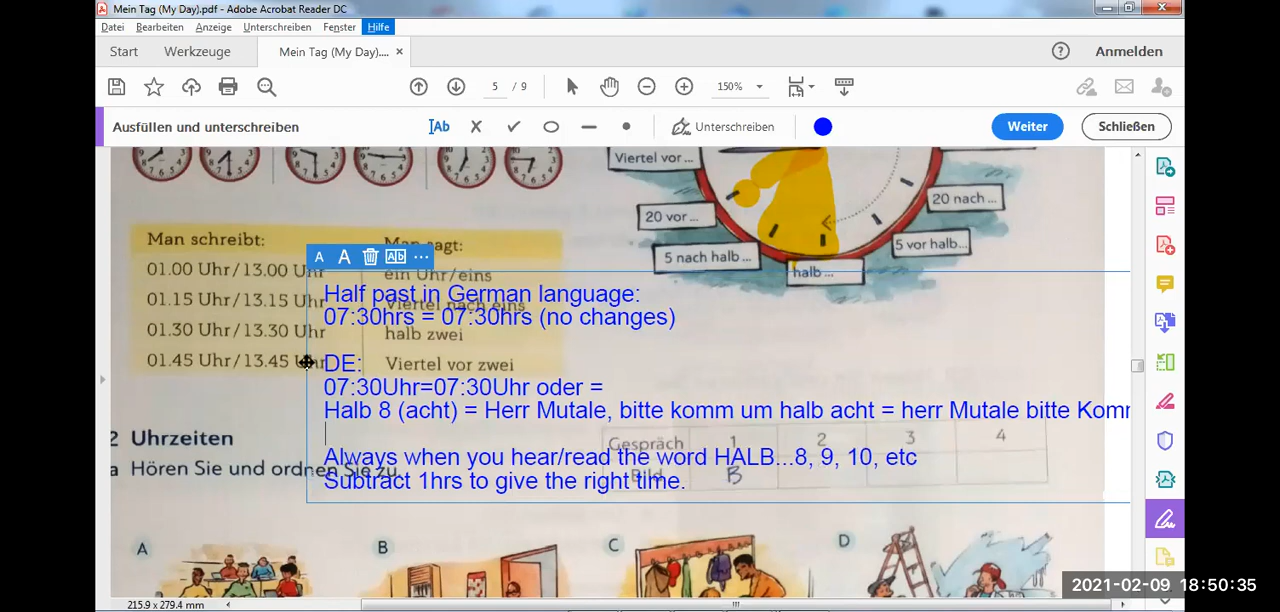 Mein Tag (My Day).pdf - Adobe Acrobat Reader DC
Datei Bearbeiten Anzeige Unterschreiben Fenster Hilfe
Start Werkzeuge Mein Tag (My Day).... × Anmelden
5 / 9 150%
Ausfüllen und unterschreiben Ab Unterschreiben Weiter Schließen
Viertel vor ...
20 vor ...
20 nach ...
5 nach halb ...
5 vor halb...
halb ...
Man schreibt:
01.00 Uhr/13.00 Uhr ein Uhr/eins
01.15 Uhr/13.15 Uhr Viertel nach eins
01.30 Uhr/13.30 Uhr halb zwei
01.45 Uhr/13.45 Uhr Viertel vor zwei
A A Ab ...
Half past in German language:
07:30hrs = 07:30hrs (no changes)
DE:
07:30Uhr=07:30Uhr oder =
Halb 8 (acht) = Herr Mutale, bitte komm um halb acht = herr Mutale bitte Kom
Always when you hear/read the word HALB...8, 9, 10, etc
Subtract 1hrs to give the right time.
2 Uhrzeiten
a Hören Sie und ordnen Sie zu.
Gespräch 1 2 3 4
Bild B
A B C D
215.9 x 279.4 mm
2021-02-09 18:50:35